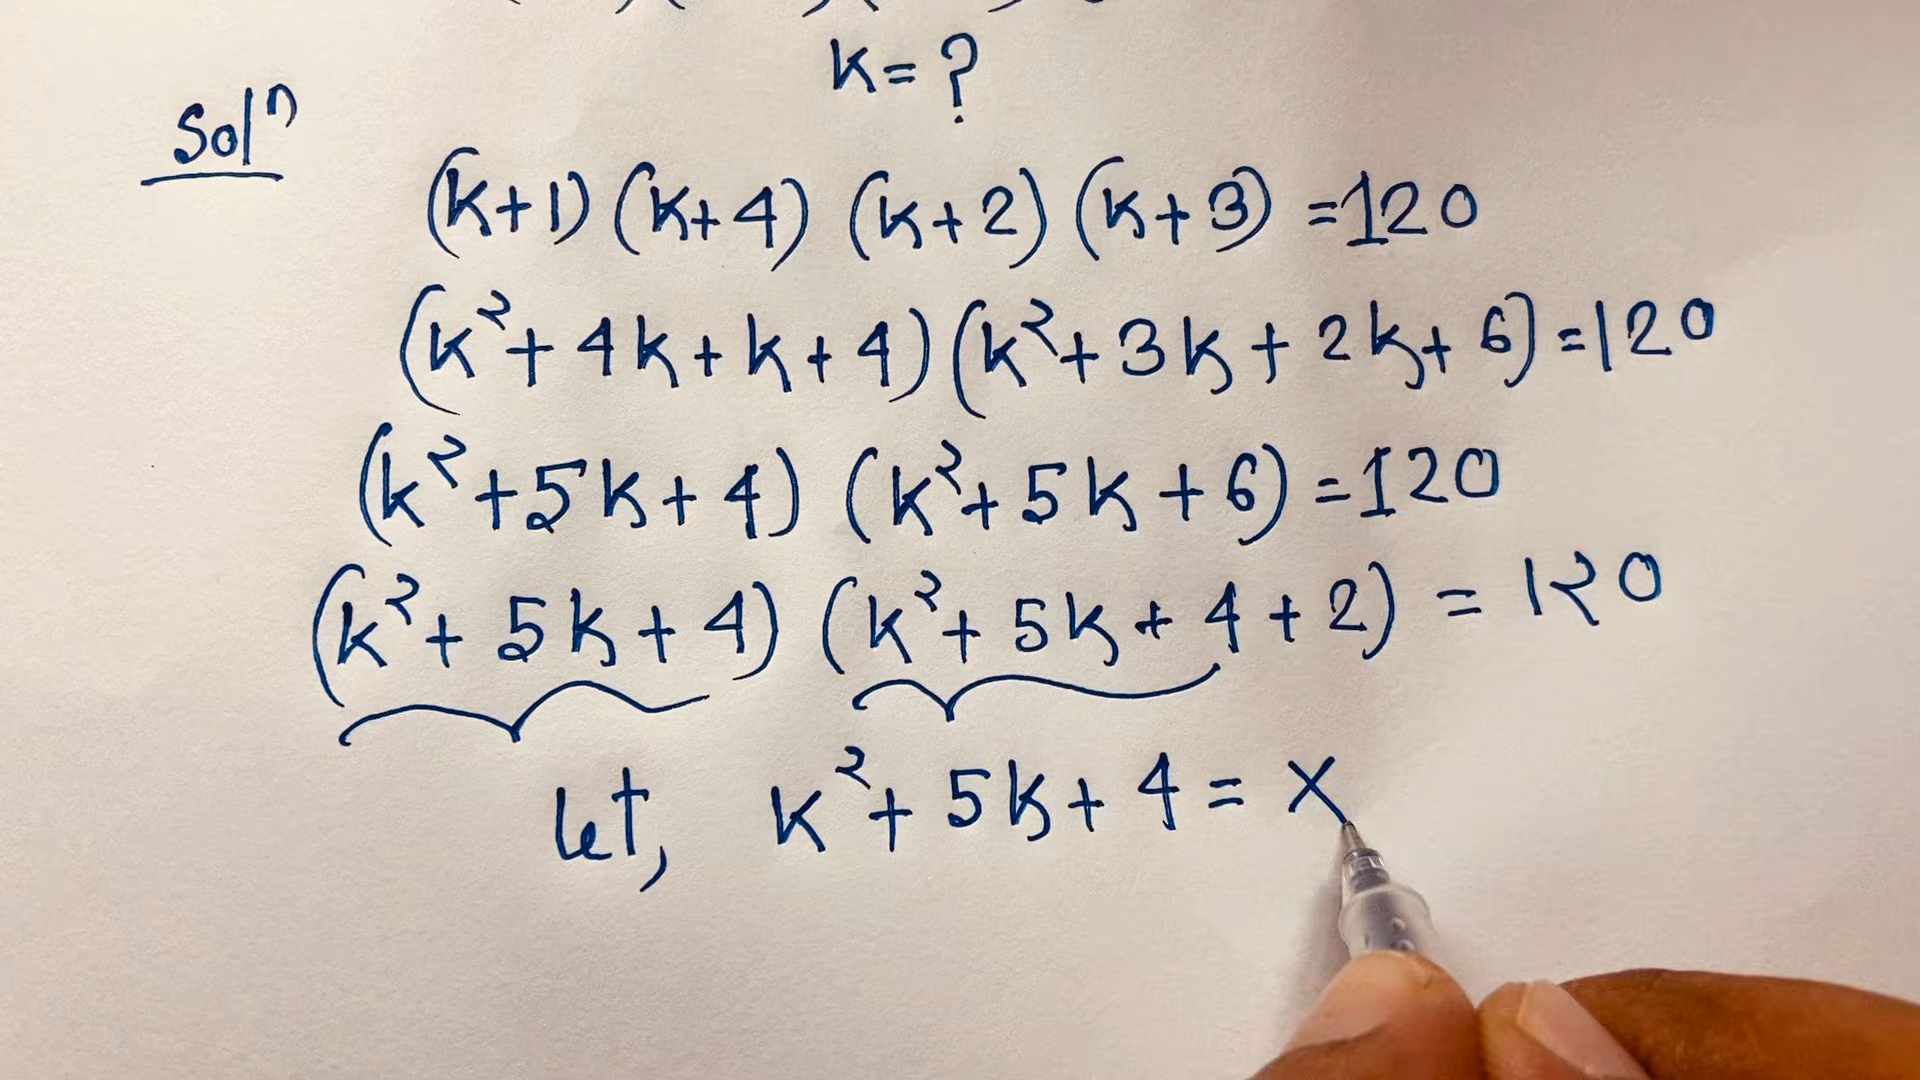 k = ?
Solⁿ
(k+1) (k+4) (k+2) (k+3) = 120
(k² + 4k + k + 4) (k² + 3k + 2k + 6) = 120
(k² + 5k + 4) (k² + 5k + 6) = 120
(k² + 5k + 4) (k² + 5k + 4 + 2) = 120
let, k² + 5k + 4 = x